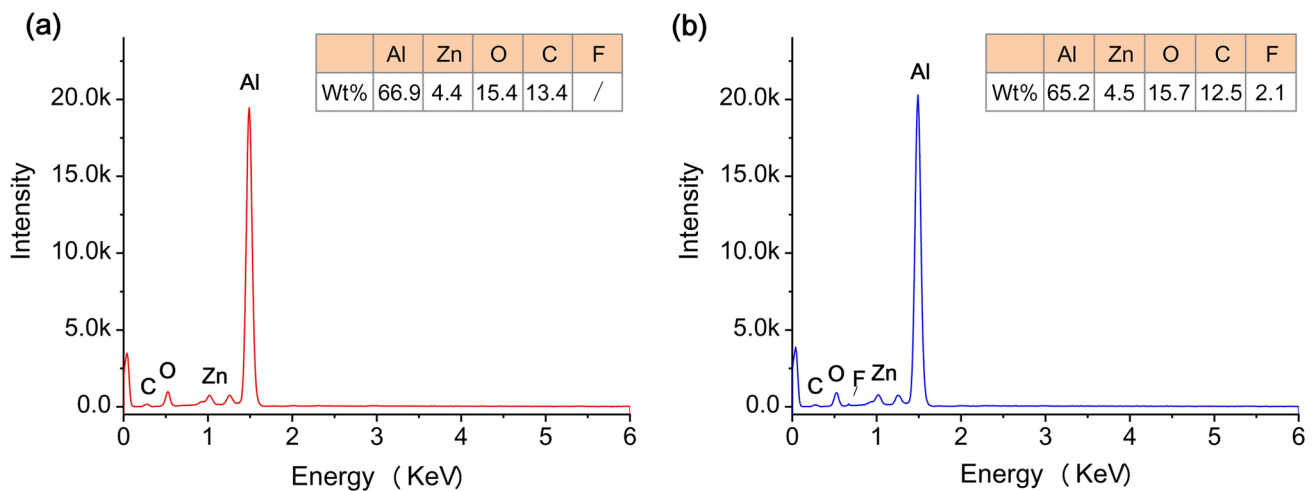 (a)
Al Zn O C F
Wt% 66.9 4.4 15.4 13.4 /
Al
20.0k
15.0k
10.0k
5.0k
0.0
Intensity
C O Zn
0 1 2 3 4 5 6
Energy ( KeV)
(b)
Al Zn O C F
Wt% 65.2 4.5 15.7 12.5 2.1
Al
20.0k
15.0k
10.0k
5.0k
0.0
Intensity
C O F Zn
0 1 2 3 4 5 6
Energy ( KeV)